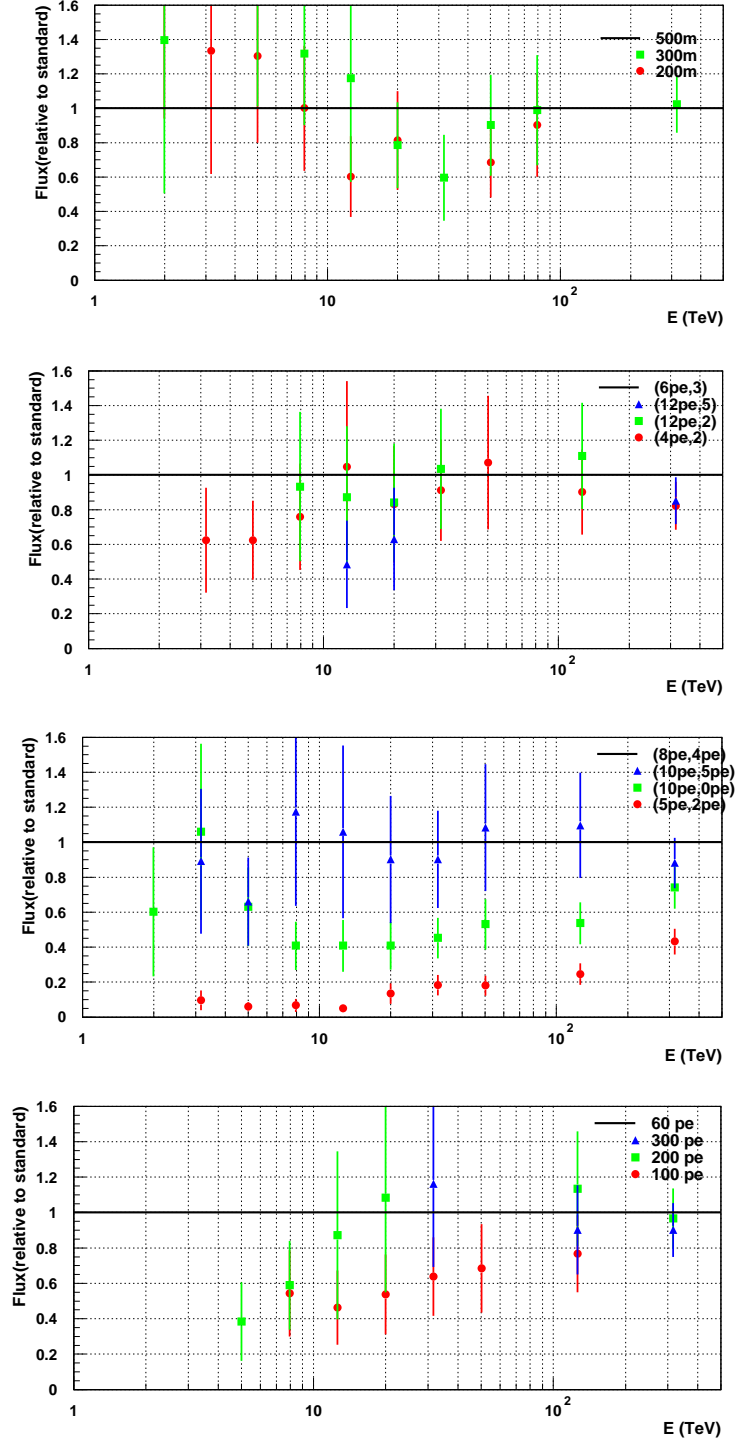 Flux(relative to standard)
1.6
1.4
1.2
1
0.8
0.6
0.4
0.2
0
500m
300m
200m
1
10
10²
E (TeV)
Flux(relative to standard)
1.6
1.4
1.2
1
0.8
0.6
0.4
0.2
0
(6pe,3)
(12pe,5)
(12pe,2)
(4pe,2)
1
10
10²
E (TeV)
Flux(relative to standard)
1.6
1.4
1.2
1
0.8
0.6
0.4
0.2
0
(8pe,4pe)
(10pe,5pe)
(10pe,0pe)
(5pe,2pe)
1
10
10²
E (TeV)
Flux(relative to standard)
1.6
1.4
1.2
1
0.8
0.6
0.4
0.2
0
60 pe
300 pe
200 pe
100 pe
1
10
10²
E (TeV)